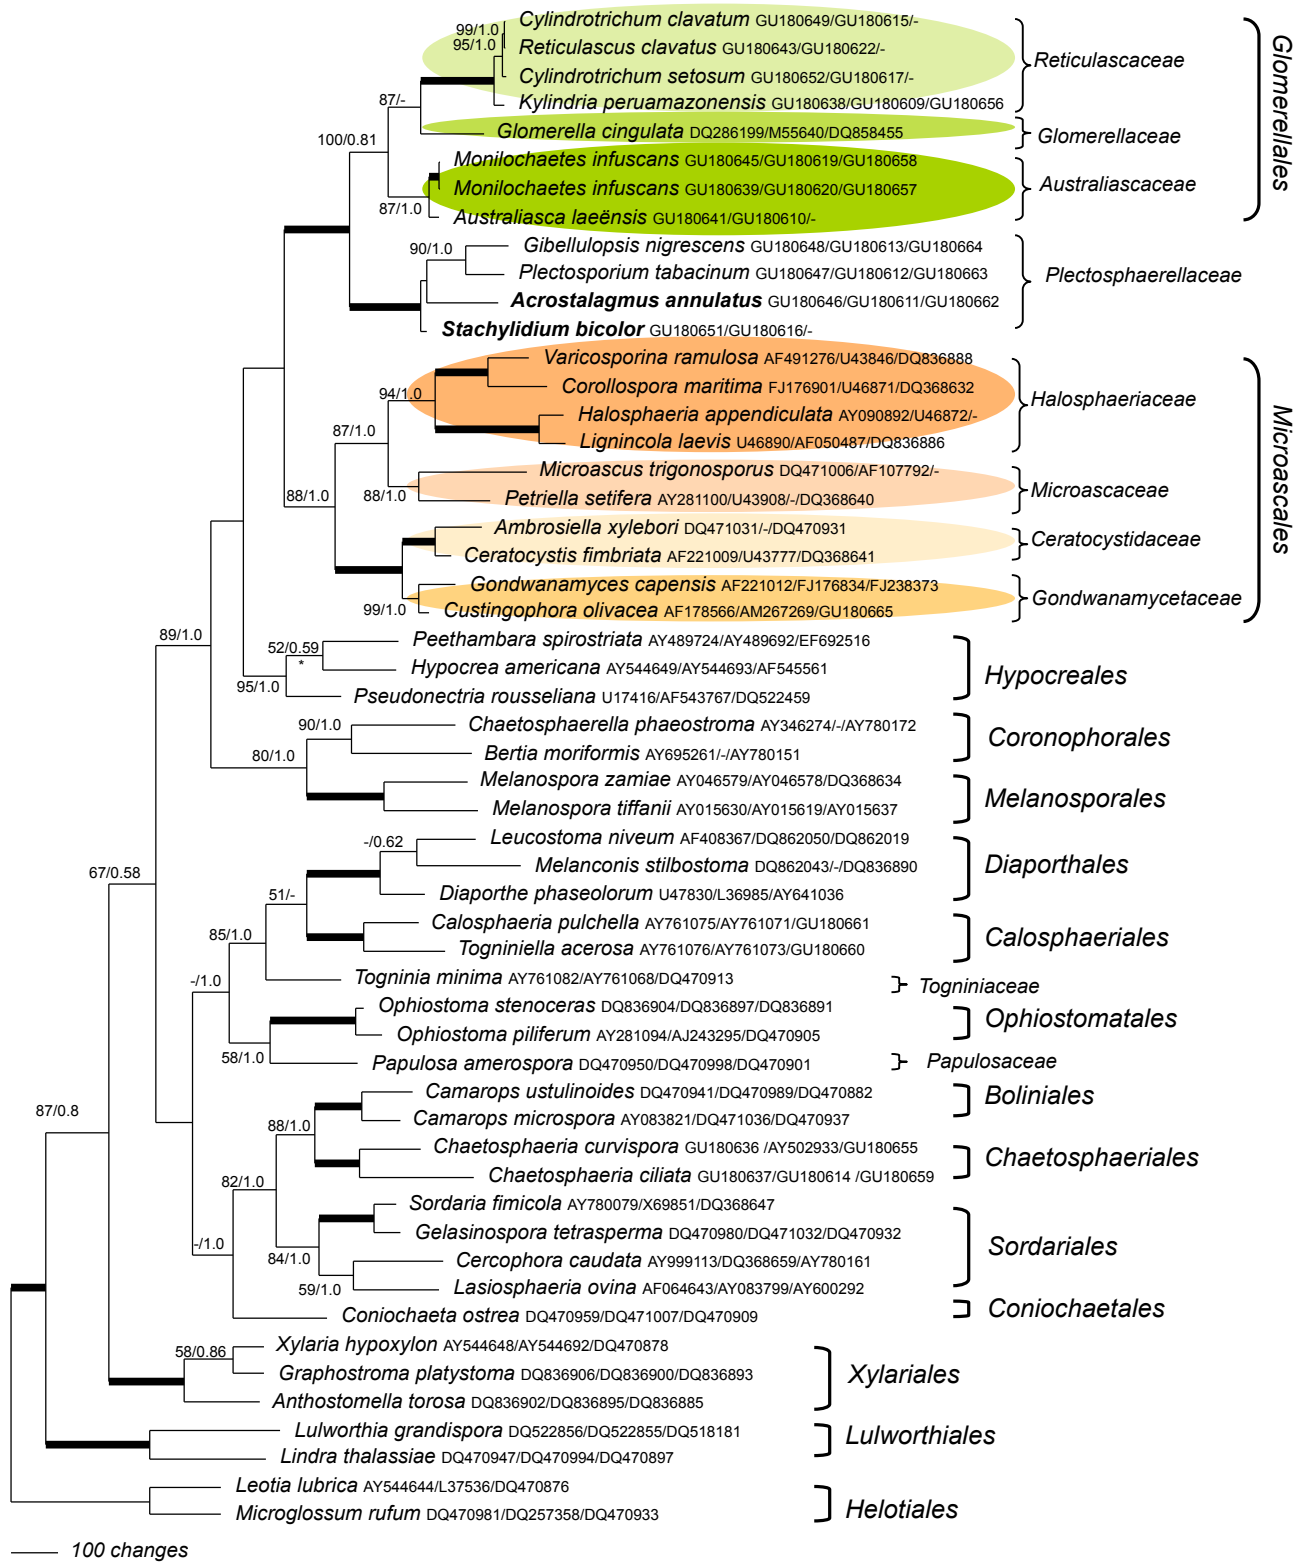 99/1.0
95/1.0
Cylindrotrichum clavatum GU180649/GU180615/-
Reticulascus clavatus GU180643/GU180622/-
Cylindrotrichum setosum GU180652/GU180617/-
Kylindria peruamazonensis GU180638/GU180609/GU180656
Reticulascaceae
87/-
Glomerella cingulata DQ286199/M55640/DQ858455
Glomerellaceae
100/0.81
Monilochaetes infuscans GU180645/GU180619/GU180658
Monilochaetes infuscans GU180639/GU180620/GU180657
87/1.0
Australiasca laeënsis GU180641/GU180610/-
Australiascaceae
Glomerellales
90/1.0
Gibellulopsis nigrescens GU180648/GU180613/GU180664
Plectosporium tabacinum GU180647/GU180612/GU180663
Acrostalagmus annulatus GU180646/GU180611/GU180662
Stachylidium bicolor GU180651/GU180616/-
Plectosphaerellaceae
Varicosporina ramulosa AF491276/U43846/DQ836888
94/1.0
Corollospora maritima FJ176901/U46871/DQ368632
Halosphaeria appendiculata AY090892/U46872/-
Lignincola laevis U46890/AF050487/DQ836886
Halosphaeriaceae
87/1.0
Microascus trigonosporus DQ471006/AF107792/-
88/1.0
88/1.0
Petriella setifera AY281100/U43908/-/DQ368640
Microascaceae
Ambrosiella xylebori DQ471031/-/DQ470931
Ceratocystis fimbriata AF221009/U43777/DQ368641
Ceratocystidaceae
Gondwanamyces capensis AF221012/FJ176834/FJ238373
99/1.0
Custingophora olivacea AF178566/AM267269/GU180665
Gondwanamycetaceae
Microascales
89/1.0
52/0.59
*
95/1.0
Peethambara spirostriata AY489724/AY489692/EF692516
Hypocrea americana AY544649/AY544693/AF545561
Pseudonectria rousseliana U17416/AF543767/DQ522459
Hypocreales
90/1.0
80/1.0
Chaetosphaerella phaeostroma AY346274/-/AY780172
Bertia moriformis AY695261/-/AY780151
Coronophorales
Melanospora zamiae AY046579/AY046578/DQ368634
Melanospora tiffanii AY015630/AY015619/AY015637
Melanosporales
67/0.58
-/0.62
Leucostoma niveum AF408367/DQ862050/DQ862019
Melanconis stilbostoma DQ862043/-/DQ836890
Diaporthe phaseolorum U47830/L36985/AY641036
Diaporthales
51/-
85/1.0
Calosphaeria pulchella AY761075/AY761071/GU180661
Togniniella acerosa AY761076/AY761073/GU180660
Calosphaeriales
-/1.0
Togninia minima AY761082/AY761068/DQ470913
Togniniaceae
Ophiostoma stenoceras DQ836904/DQ836897/DQ836891
Ophiostoma piliferum AY281094/AJ243295/DQ470905
Ophiostomatales
58/1.0
Papulosa amerospora DQ470950/DQ470998/DQ470901
Papulosaceae
87/0.8
88/1.0
Camarops ustulinoides DQ470941/DQ470989/DQ470882
Camarops microspora AY083821/DQ471036/DQ470937
Boliniales
Chaetosphaeria curvispora GU180636 /AY502933/GU180655
Chaetosphaeria ciliata GU180637/GU180614 /GU180659
Chaetosphaeriales
82/1.0
-/1.0
84/1.0
59/1.0
Sordaria fimicola AY780079/X69851/DQ368647
Gelasinospora tetrasperma DQ470980/DQ471032/DQ470932
Cercophora caudata AY999113/DQ368659/AY780161
Lasiosphaeria ovina AF064643/AY083799/AY600292
Sordariales
Coniochaeta ostrea DQ470959/DQ471007/DQ470909
Coniochaetales
58/0.86
Xylaria hypoxylon AY544648/AY544692/DQ470878
Graphostroma platystoma DQ836906/DQ836900/DQ836893
Anthostomella torosa DQ836902/DQ836895/DQ836885
Xylariales
Lulworthia grandispora DQ522856/DQ522855/DQ518181
Lindra thalassiae DQ470947/DQ470994/DQ470897
Lulworthiales
Leotia lubrica AY544644/L37536/DQ470876
Microglossum rufum DQ470981/DQ257358/DQ470933
Helotiales
100 changes